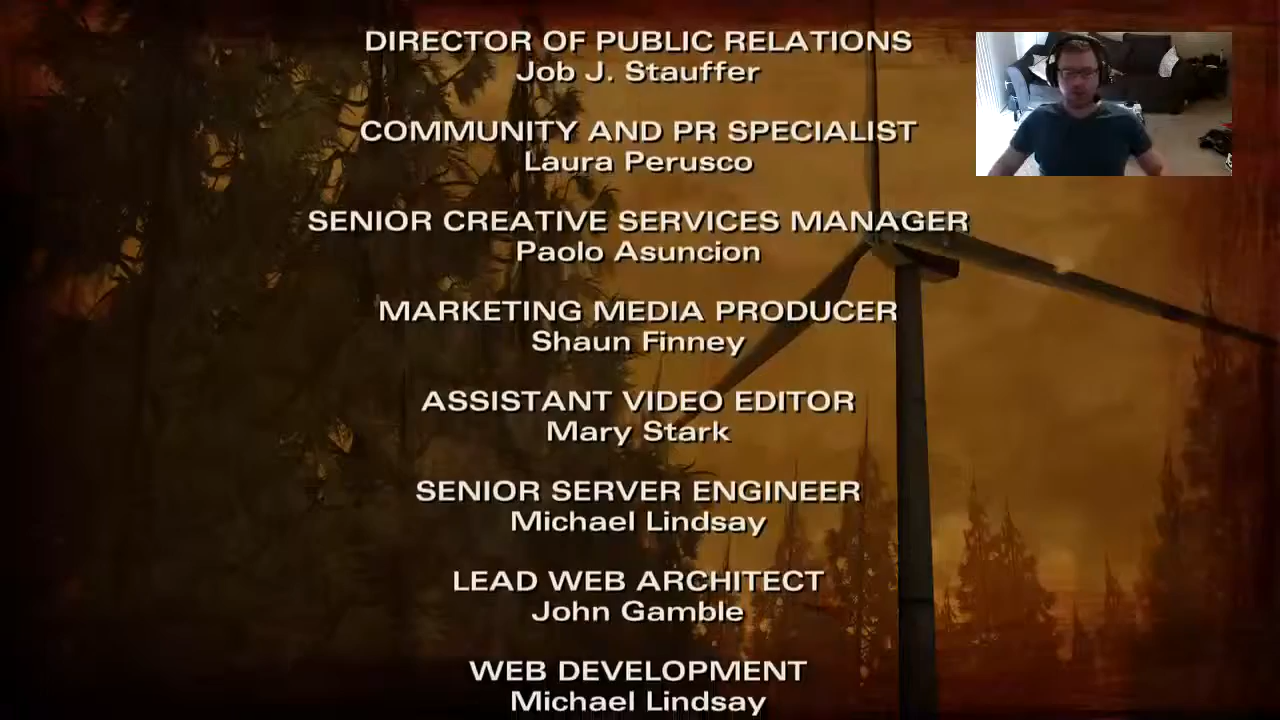 DIRECTOR OF PUBLIC RELATIONS
Job J. Stauffer
COMMUNITY AND PR SPECIALIST
Laura Perusco
SENIOR CREATIVE SERVICES MANAGER
Paolo Asuncion
MARKETING MEDIA PRODUCER
Shaun Finney
ASSISTANT VIDEO EDITOR
Mary Stark
SENIOR SERVER ENGINEER
Michael Lindsay
LEAD WEB ARCHITECT
John Gamble
WEB DEVELOPMENT
Michael Lindsay